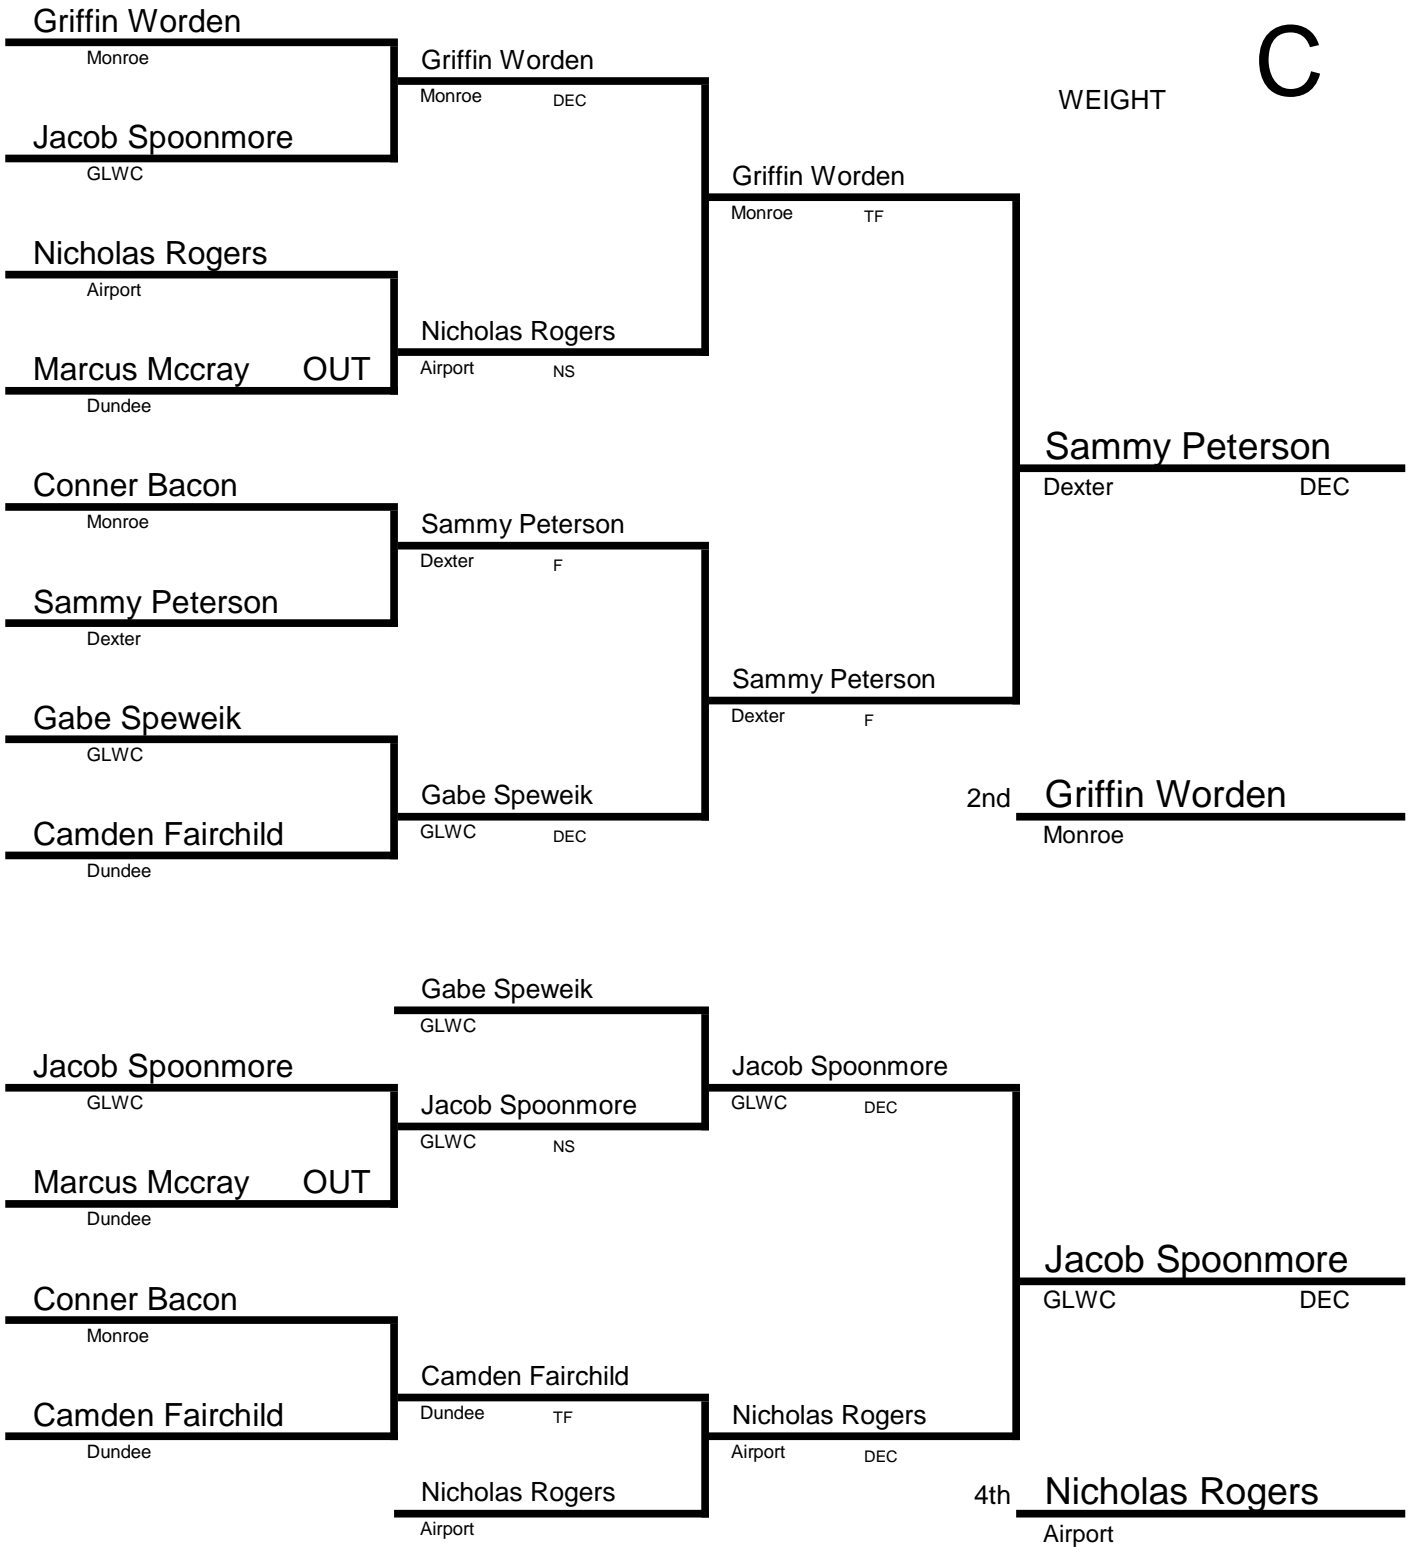 Griffin Worden
Monroe
Griffin Worden
Monroe DEC
C
WEIGHT
Jacob Spoonmore
GLWC
Griffin Worden
Monroe TF
Nicholas Rogers
Airport
Nicholas Rogers
Airport NS
Marcus Mccray OUT
Dundee
Sammy Peterson
Dexter DEC
Conner Bacon
Monroe
Sammy Peterson
Dexter F
Sammy Peterson
Dexter
Sammy Peterson
Dexter F
Gabe Speweik
GLWC
Gabe Speweik
GLWC DEC
2nd Griffin Worden
Monroe
Camden Fairchild
Dundee
Gabe Speweik
GLWC
Jacob Spoonmore
GLWC
Jacob Spoonmore
GLWC DEC
Jacob Spoonmore
GLWC NS
Marcus Mccray OUT
Dundee
Jacob Spoonmore
GLWC DEC
Conner Bacon
Monroe
Camden Fairchild
Dundee TF
Camden Fairchild
Dundee
Nicholas Rogers
Airport DEC
Nicholas Rogers
Airport
4th Nicholas Rogers
Airport